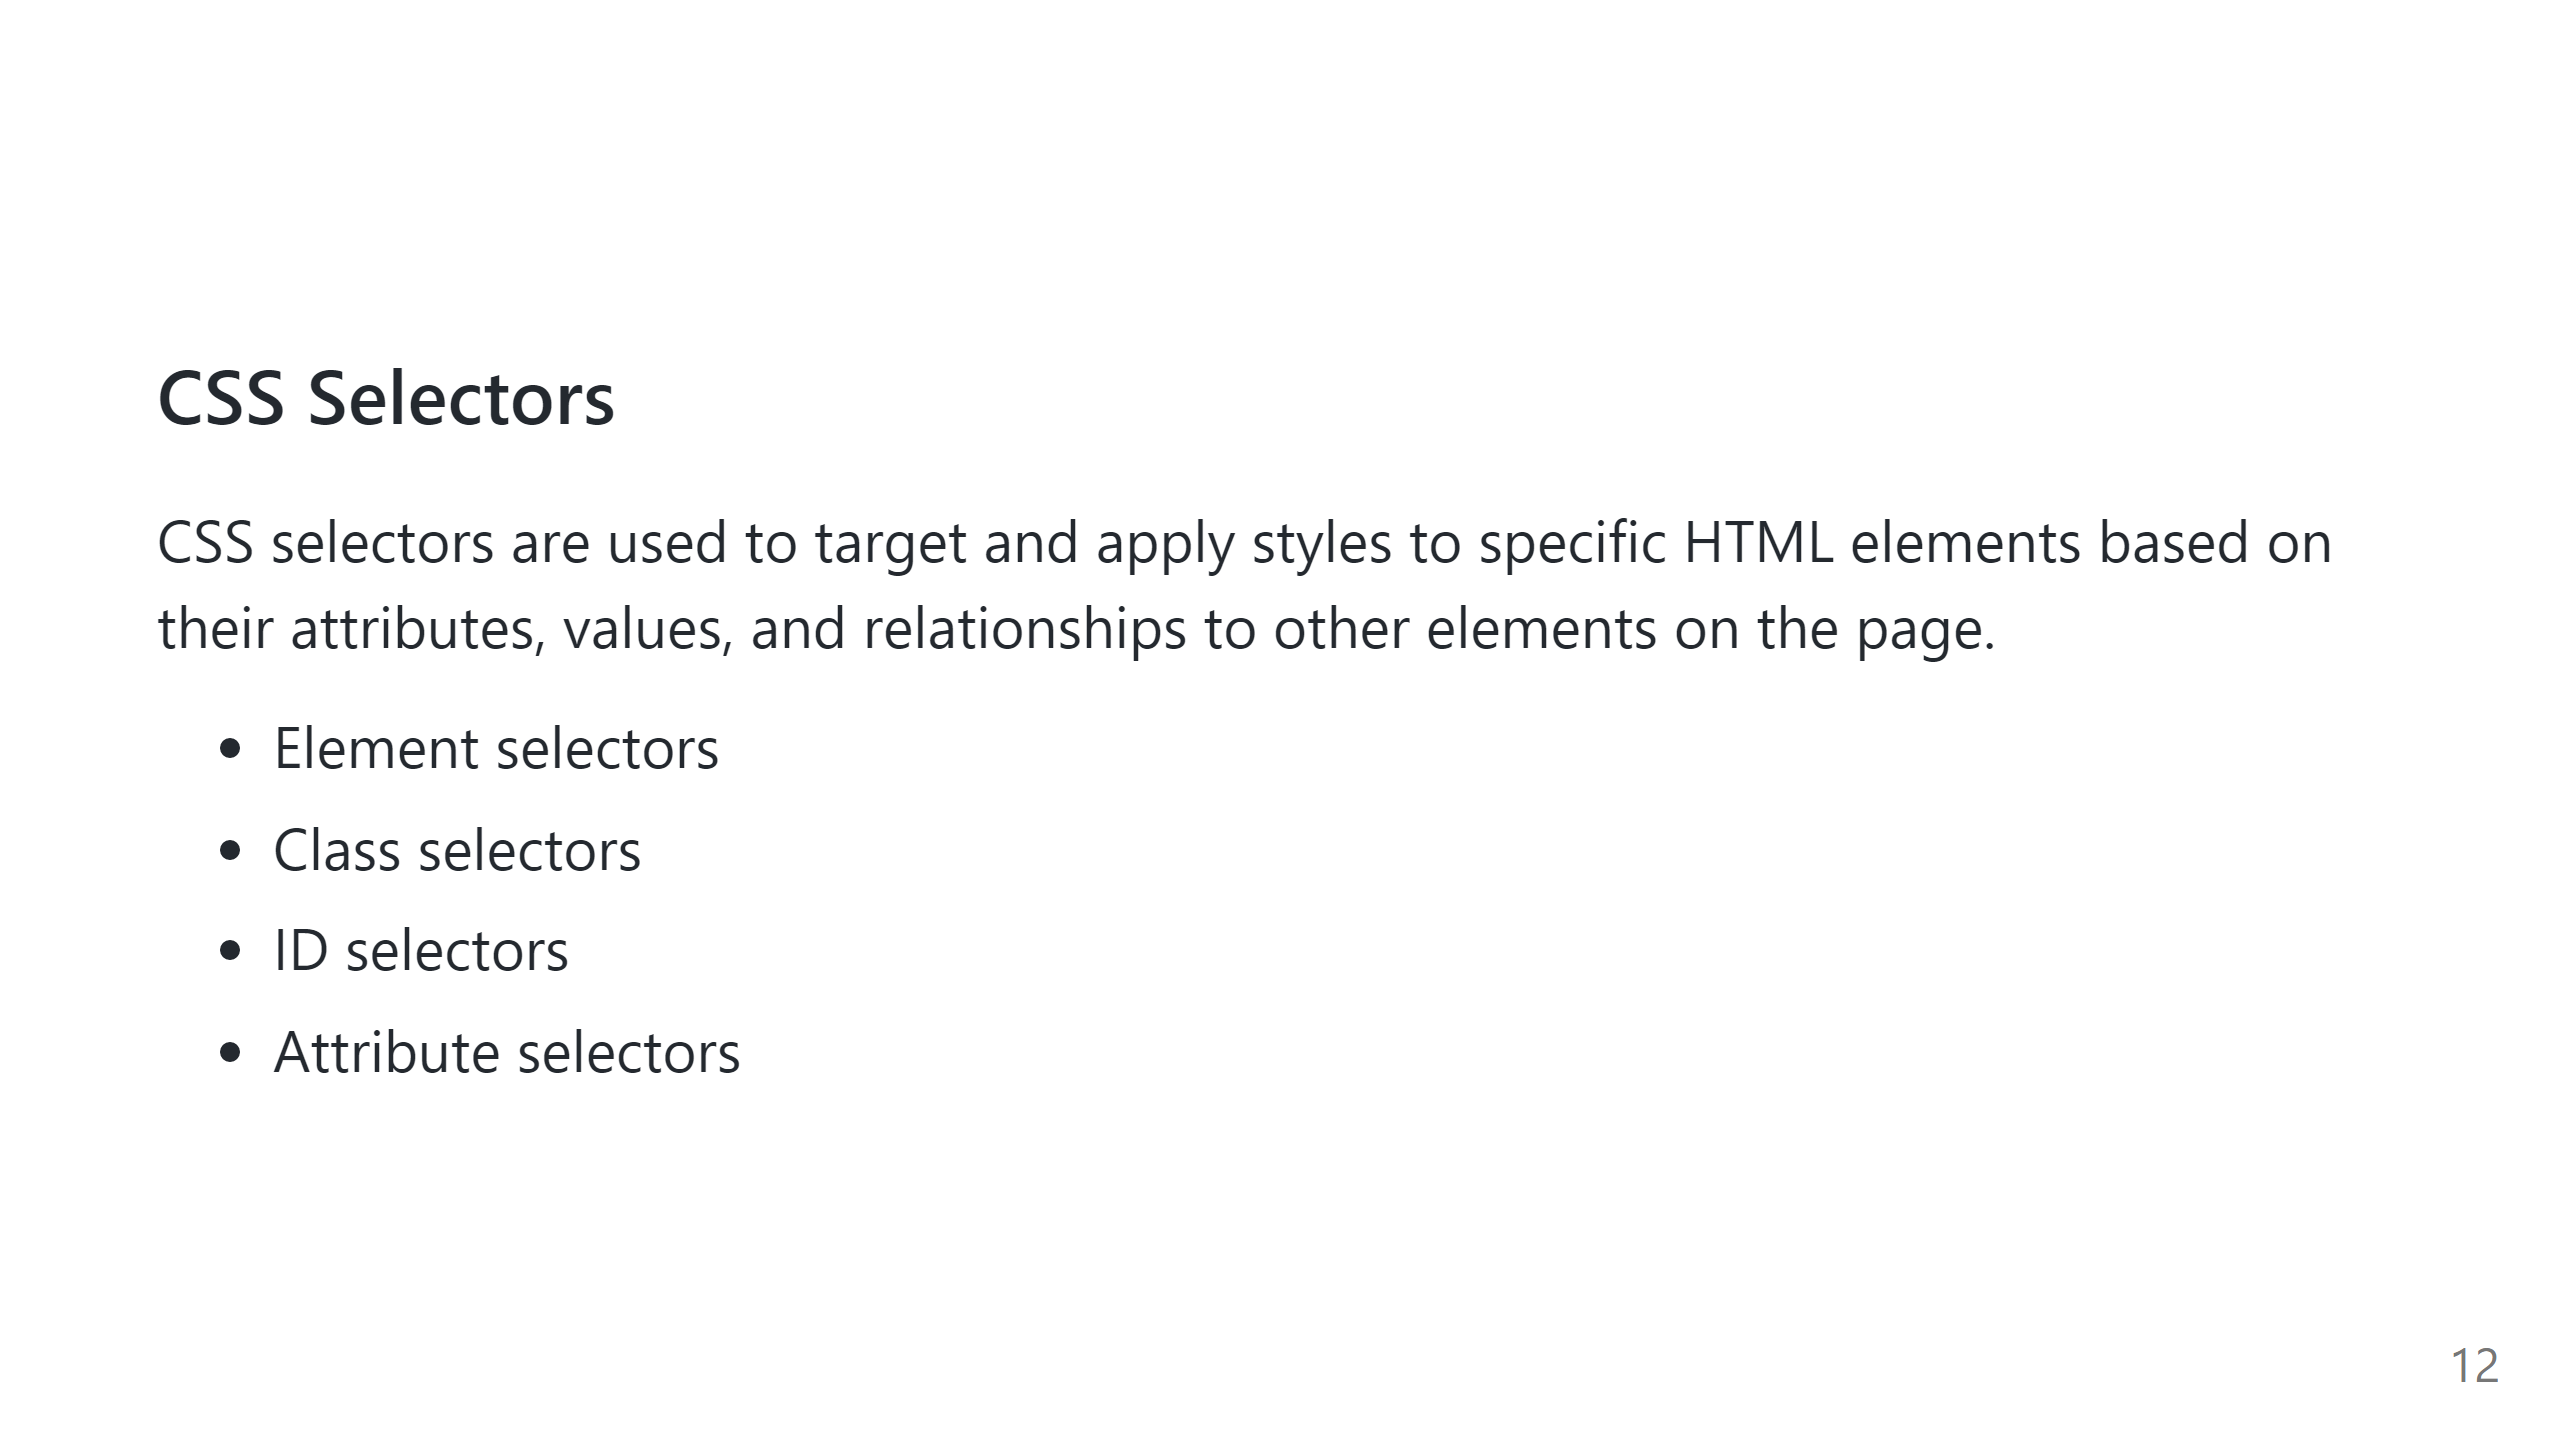 CSS Selectors
CSS selectors are used to target and apply styles to specific HTML elements based on
their attributes, values, and relationships to other elements on the page.
• Element selectors
• Class selectors
• ID selectors
• Attribute selectors
12